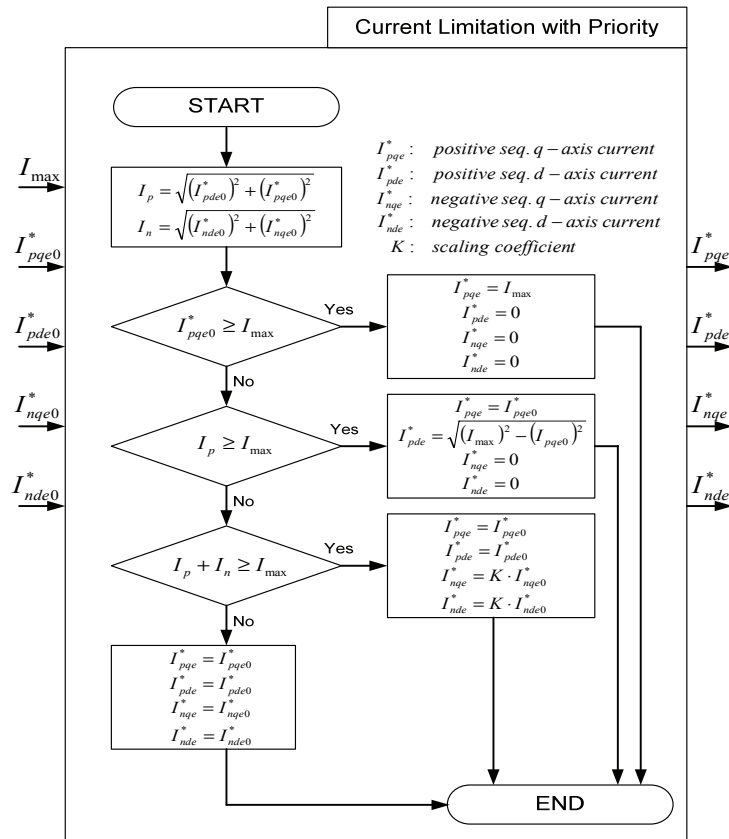 Current Limitation with Priority
START
I_max
I*_pqe0
I*_pde0
I*_nqe0
I*_nde0
I_p = √((I*_pde0)² + (I*_pqe0)²)
I_n = √((I*_nde0)² + (I*_nqe0)²)
I*_pqe : positive seq. q – axis current
I*_pde : positive seq. d – axis current
I*_nqe : negative seq. q – axis current
I*_nde : negative seq. d – axis current
K : scaling coefficient
I*_pqe
I*_pde
I*_nqe
I*_nde
I*_pqe0 ≥ I_max
Yes
I*_pqe = I_max
I*_pde = 0
I*_nqe = 0
I*_nde = 0
No
I_p ≥ I_max
Yes
I*_pqe = I*_pqe0
I*_pde = √((I_max)² – (I_pqe0)²)
I*_nqe = 0
I*_nde = 0
No
I_p + I_n ≥ I_max
Yes
I*_pqe = I*_pqe0
I*_pde = I*_pde0
I*_nqe = K · I*_nqe0
I*_nde = K · I*_nde0
No
I*_pqe = I*_pqe0
I*_pde = I*_pde0
I*_nqe = I*_nqe0
I*_nde = I*_nde0
END